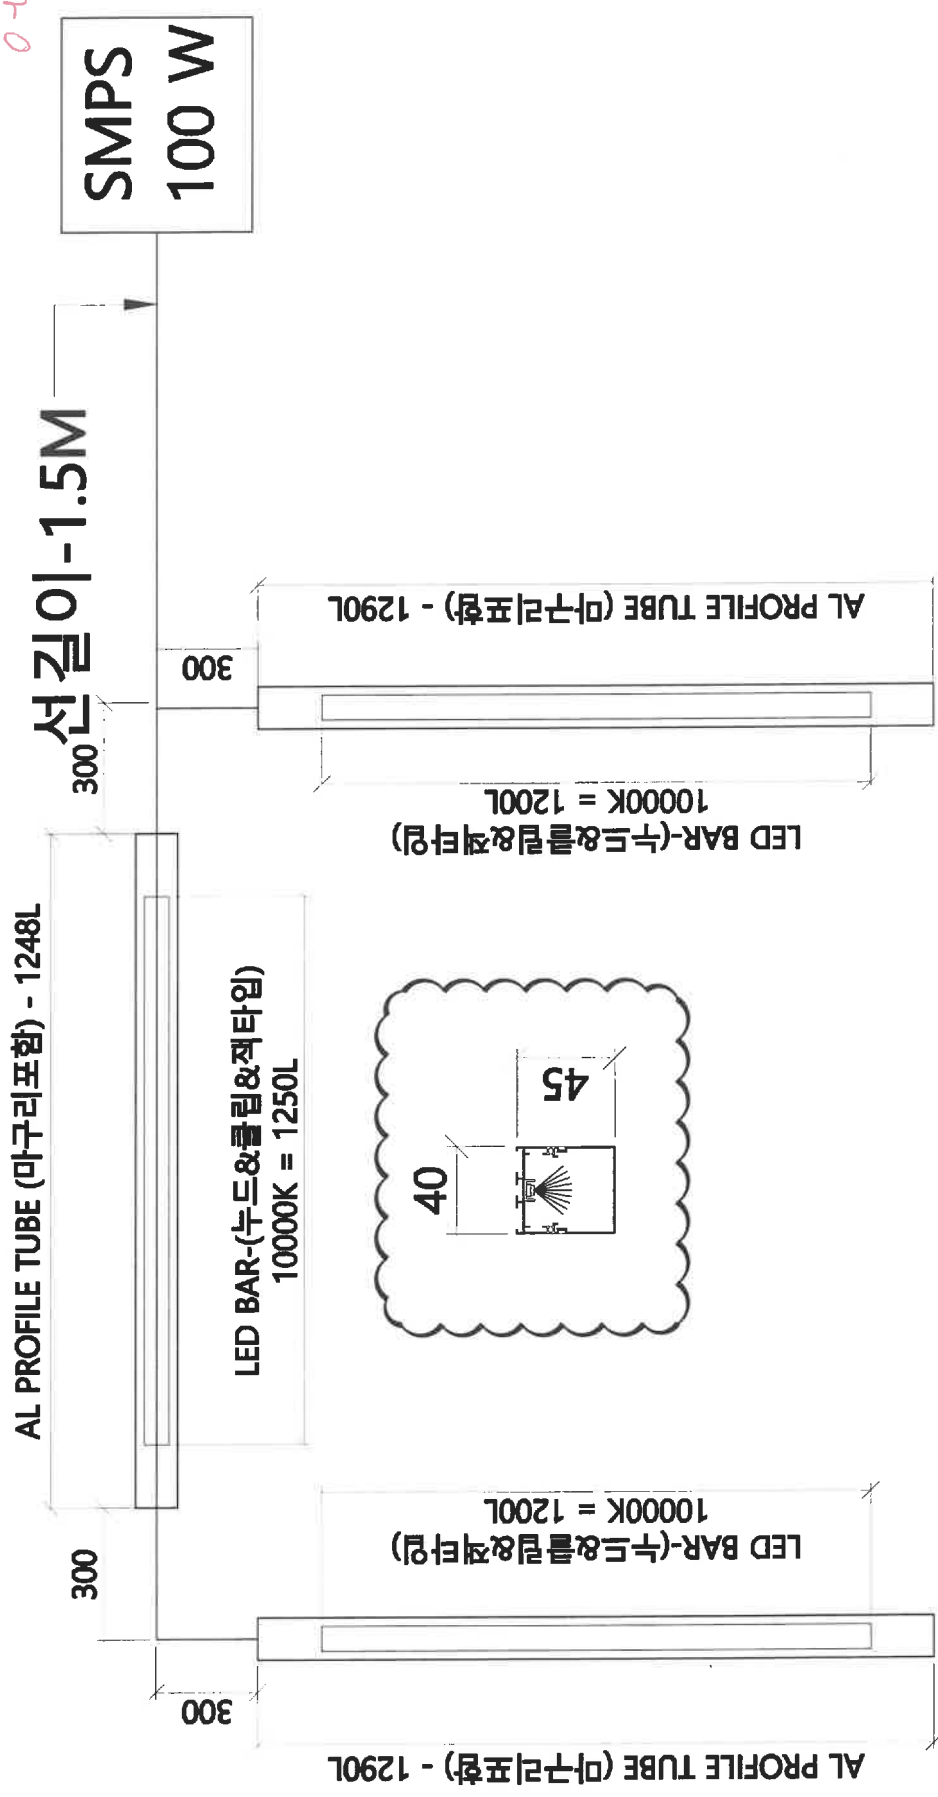 SMPS
100 W
선길이-1.5M
AL PROFILE TUBE (마구리포함) - 1248L
300
300
LED BAR-(누드&클립&잭타입)
10000K = 1250L
300
AL PROFILE TUBE (마구리포함) - 1290L
LED BAR-(누드&클립&잭타입)
10000K = 1200L
40
45
300
AL PROFILE TUBE (마구리포함) - 1290L
LED BAR-(누드&클립&잭타입)
10000K = 1200L